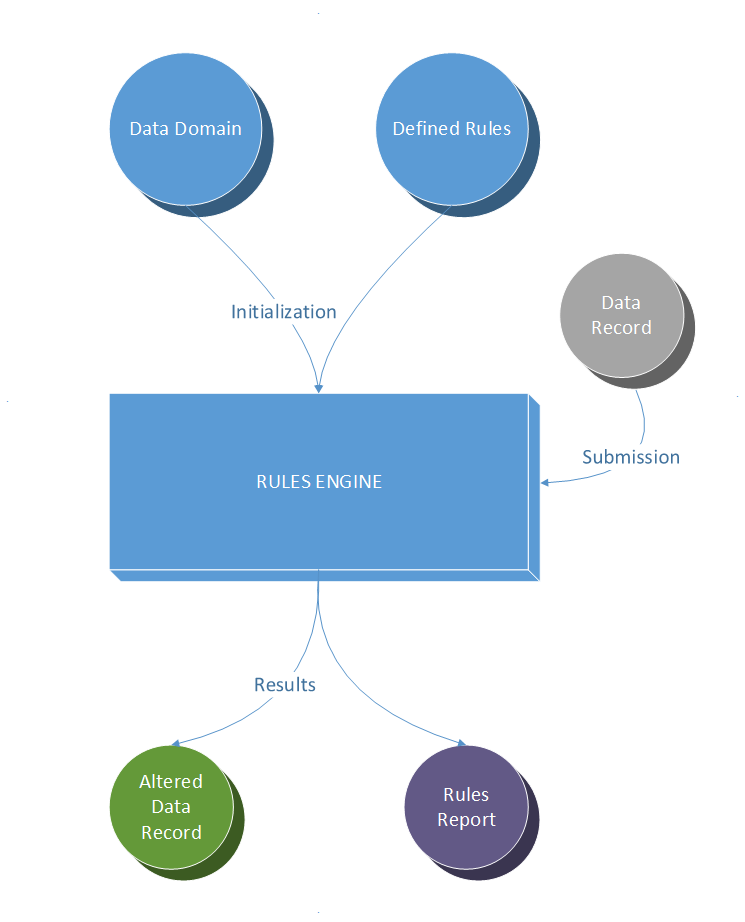 Data Domain
Defined Rules
Initialization
Data
Record
Submission
RULES ENGINE
Results
Altered
Data
Record
Rules
Report